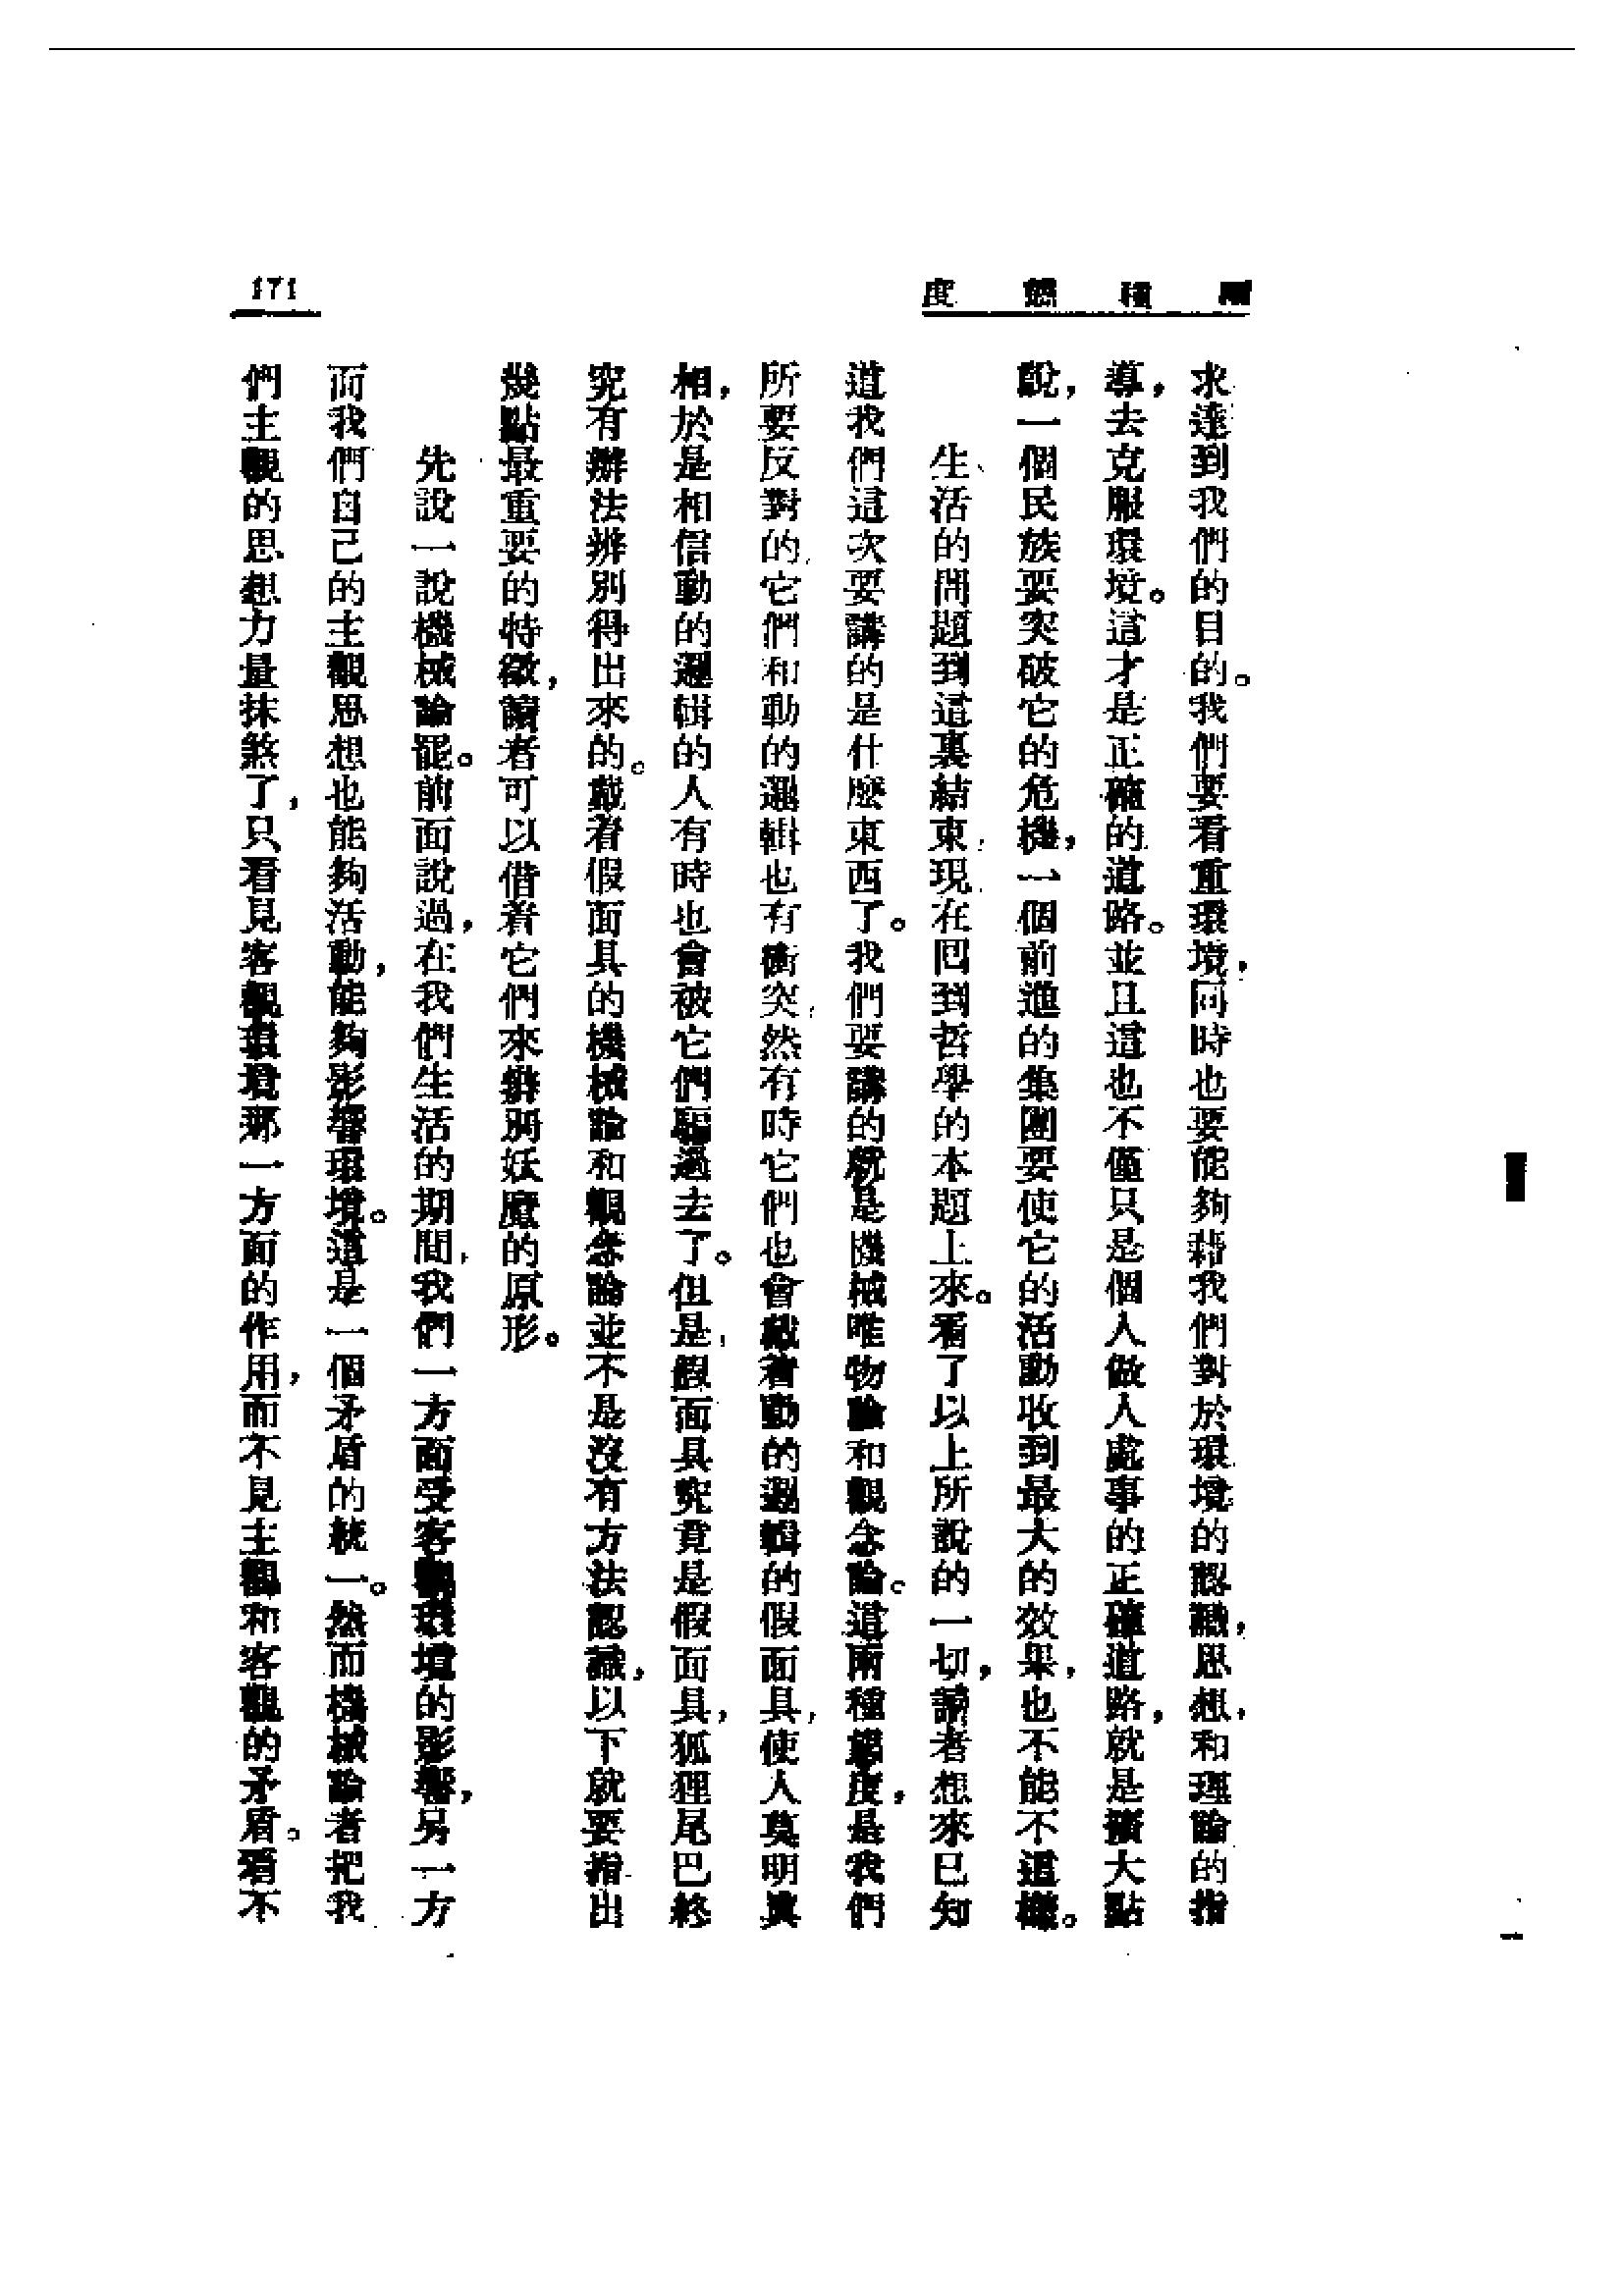 兩種態度
171
求達到我們的目的。我們要看重環境，同時也要能夠藉我們對於環境的認識，思想，和理論的指
導，去克服環境。這才是正確的道路。並且這也不僅只是個人做人處事的正確道路，就是擴大點
說，一個民族要突破它的危機，一個前進的集團要使它的活動收到最大的效果，也不能不這樣。
生活的問題到這裏結束，現在回到哲學的本題上來。看了以上所說的一切，讀者想來已知
道我們這次要講的是什麼東西了。我們要講的就是機械唯物論和觀念論。這兩種態度，是我們
所要反對的，它們和動的邏輯也有衝突，然有時它們也會戴着動的邏輯的假面具，使人莫明真
相，於是相信動的邏輯的人有時也會被它們騙過去了。但是，假面具究竟是假面具，狐狸尾巴終
究有辦法辨別得出來的。戴着假面具的機械論和觀念論並不是沒有方法認識，以下就要指出
幾點最重要的特徵，讀者可以借着它們來辨別妖魔的原形。
先說一說機械論罷。前面說過，在我們生活的期間，我們一方面受客觀環境的影響，另一方
而我們自己的主觀思想也能夠活動，能夠影響環境。這是一個矛盾的統一。然而機械論者把我
們主觀的思想力量抹煞了，只看見客觀環境那一方面的作用，而不見主觀和客觀的矛盾。看不